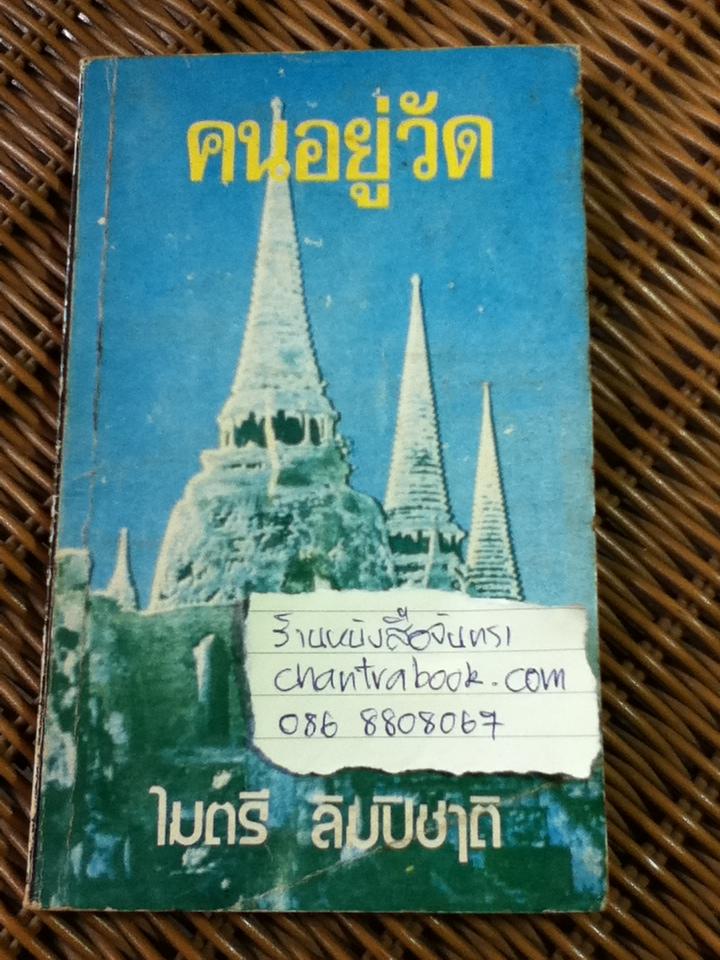 คนอยู่วัด
ร้านหนังสือจันทรา
chantrabook.com
086 8808067
ไมตรี ลิมปิชาติ